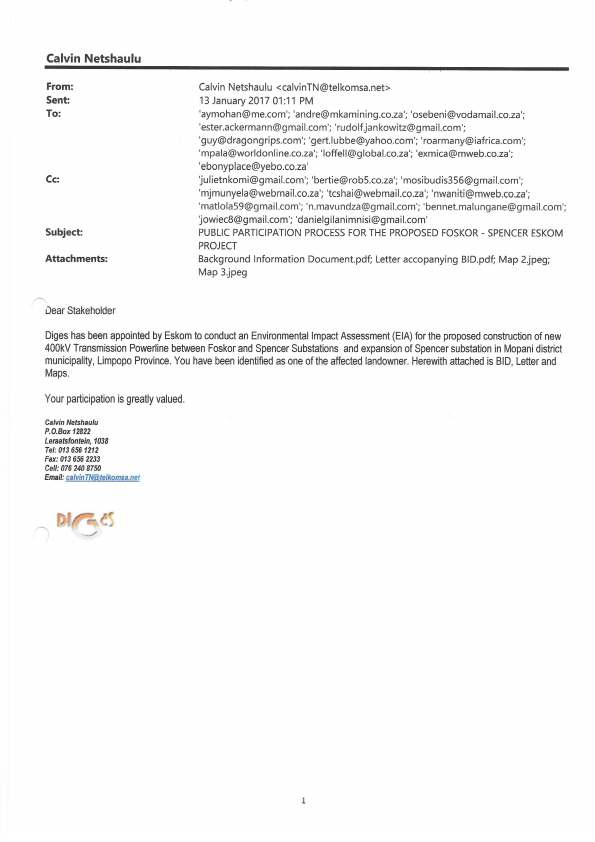 Calvin Netshaulu
From: Calvin Netshaulu <calvinTN@telkomsa.net>
Sent: 13 January 2017 01:11 PM
To: 'aymohan@me.com'; 'andre@mkamining.co.za'; 'osebeni@vodamail.co.za';
'ester.ackermann@gmail.com'; 'rudolf.jankowitz@gmail.com';
'guy@dragongrips.com'; 'gert.lubbe@yahoo.com'; 'roarmany@iafrica.com';
'mpala@worldonline.co.za'; 'loffell@global.co.za'; 'exmica@mweb.co.za';
'ebonyplace@yebo.co.za'
Cc: 'julietnkomi@gmail.com'; 'bertie@rob5.co.za'; 'mosibudis356@gmail.com';
'mjmunyela@webmail.co.za'; 'tcshai@webmail.co.za'; 'nwaniti@mweb.co.za';
'matlola59@gmail.com'; 'n.mavundza@gmail.com'; 'bennet.malungane@gmail.com';
'jowiec8@gmail.com'; 'danielgilanimnisi@gmail.com'
Subject: PUBLIC PARTICIPATION PROCESS FOR THE PROPOSED FOSKOR - SPENCER ESKOM
PROJECT
Attachments: Background Information Document.pdf; Letter accopanying BID.pdf; Map 2.jpeg;
Map 3.jpeg
Dear Stakeholder
Diges has been appointed by Eskom to conduct an Environmental Impact Assessment (EIA) for the proposed construction of new
400kV Transmission Powerline between Foskor and Spencer Substations and expansion of Spencer substation in Mopani district
municipality, Limpopo Province. You have been identified as one of the affected landowner. Herewith attached is BID, Letter and
Maps.
Your participation is greatly valued.
Calvin Netshaulu
P.O.Box 12822
Leraatsfontein, 1038
Tel: 013 656 1212
Fax: 013 656 2233
Cell: 076 240 8750
Email: calvinTN@telkomsa.net
DIGES
1